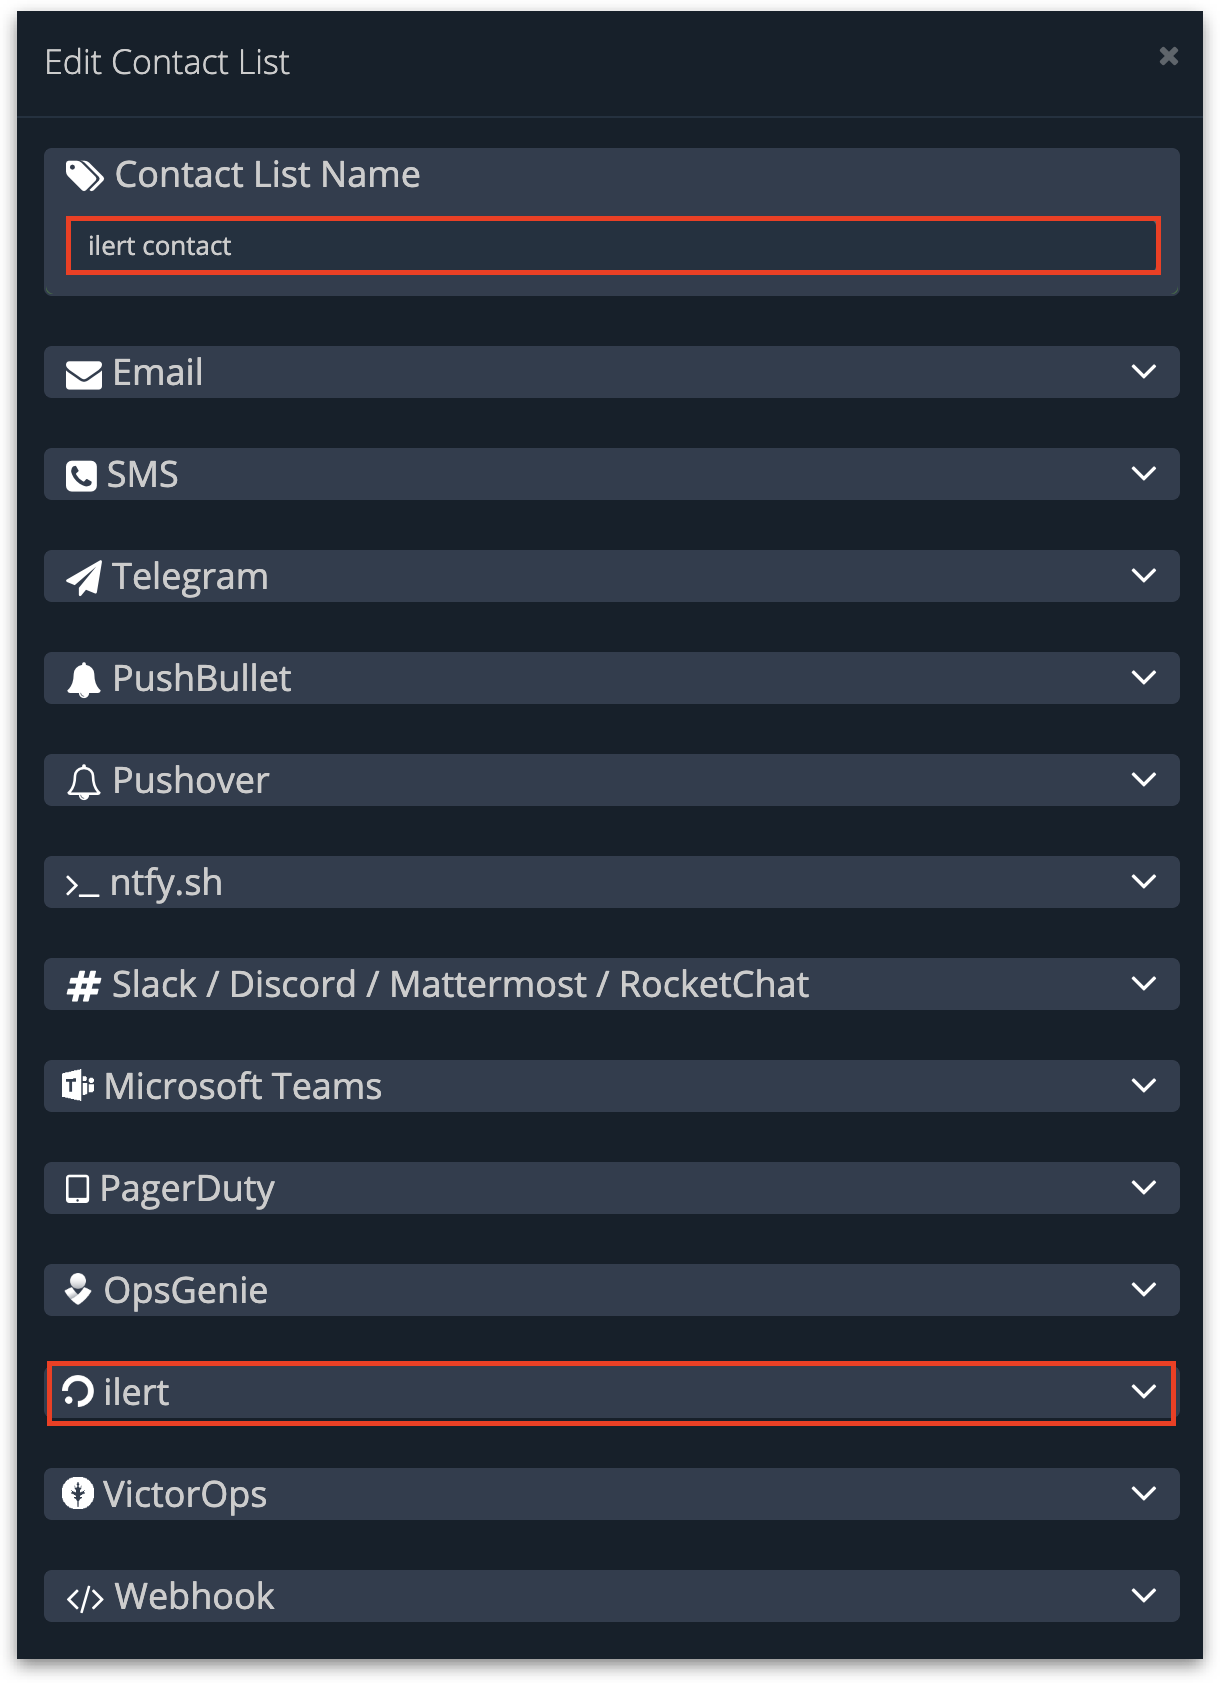 Edit Contact List
Contact List Name
ilert contact
Email
SMS
Telegram
PushBullet
Pushover
ntfy.sh
Slack / Discord / Mattermost / RocketChat
Microsoft Teams
PagerDuty
OpsGenie
ilert
VictorOps
Webhook